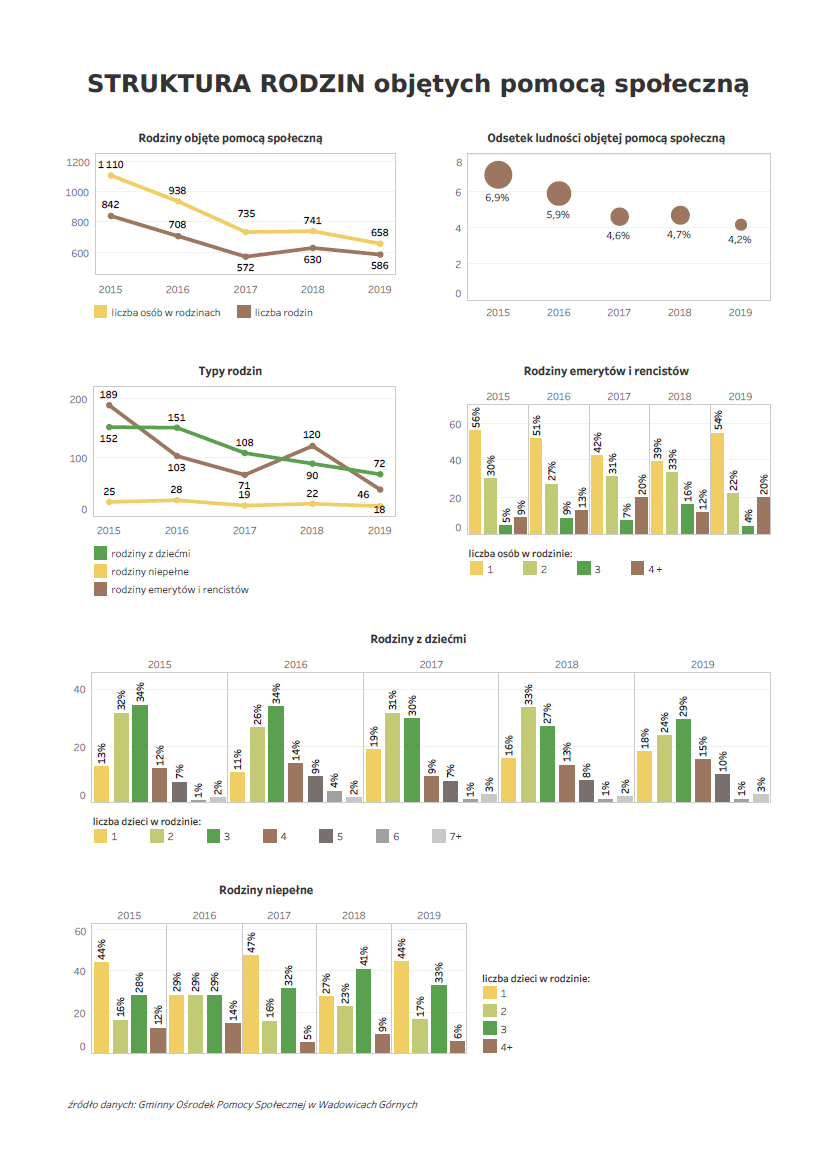 STRUKTURA RODZIN objętych pomocą społeczną
Rodziny objęte pomocą społeczną
1200
1000
800
600
1 110
938
735
741
658
842
708
572
630
586
2015 2016 2017 2018 2019
liczba osób w rodzinach liczba rodzin
Odsetek ludności objętej pomocą społeczną
8
6
4
2
0
6,9%
5,9%
4,6%
4,7%
4,2%
2015 2016 2017 2018 2019
Typy rodzin
200
100
0
189
152
151
103
108
71
120
90
72
46
25
28
19
22
18
2015 2016 2017 2018 2019
rodziny z dziećmi
rodziny niepełne
rodziny emerytów i rencistów
Rodziny emerytów i rencistów
2015 2016 2017 2018 2019
60
40
20
0
56% 30% 5% 9%
51% 27% 9% 13%
42% 31% 7% 20%
39% 33% 16% 12%
54% 22% 4% 20%
liczba osób w rodzinie:
1 2 3 4 +
Rodziny z dziećmi
2015 2016 2017 2018 2019
40
20
0
13% 32% 34% 12% 7% 1% 2%
11% 26% 34% 14% 9% 4% 2%
19% 31% 30% 9% 7% 1% 3%
16% 33% 27% 13% 8% 1% 2%
18% 24% 29% 15% 10% 1% 3%
liczba dzieci w rodzinie:
1 2 3 4 5 6 7+
Rodziny niepełne
2015 2016 2017 2018 2019
60
40
20
0
44% 16% 28% 12%
29% 29% 29% 14%
47% 16% 32% 5%
27% 23% 41% 9%
44% 17% 33% 6%
liczba dzieci w rodzinie:
1
2
3
4+
źródło danych: Gminny Ośrodek Pomocy Społecznej w Wadowicach Górnych